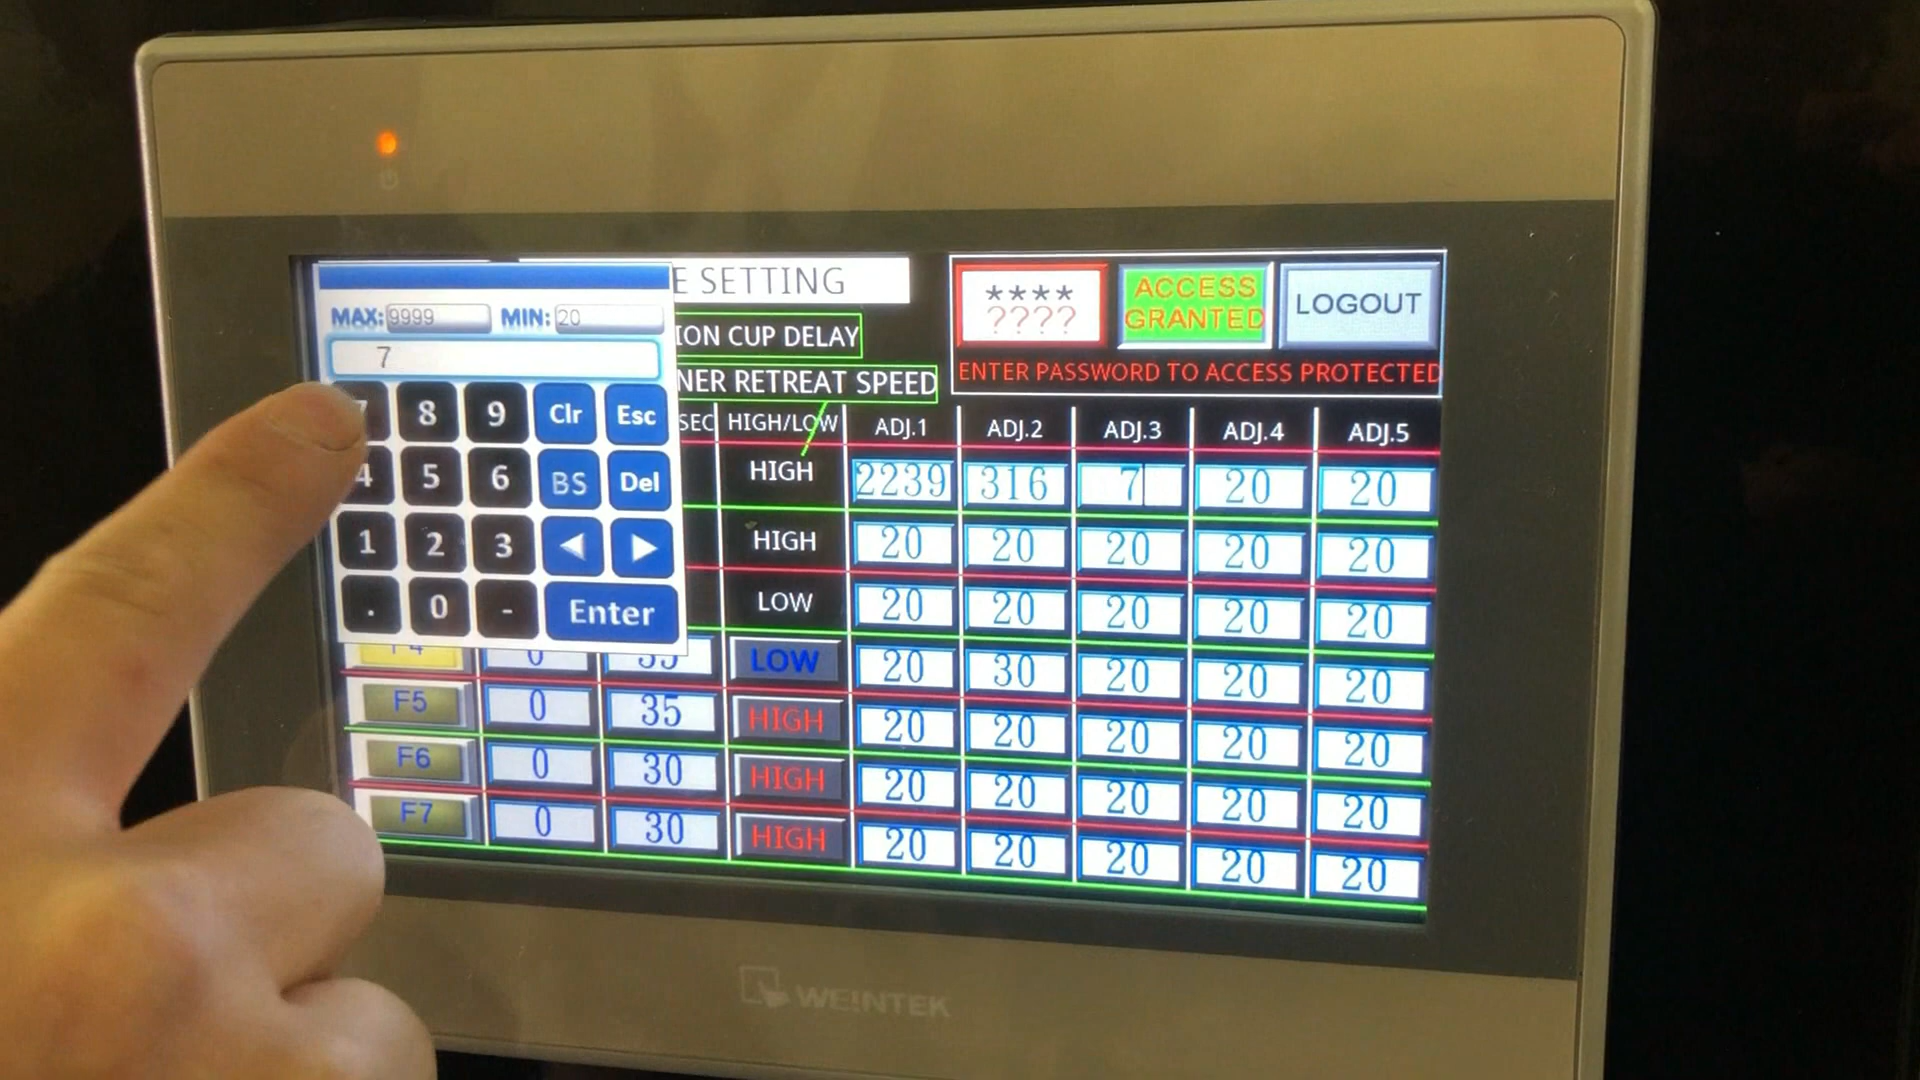 E SETTING
**** ????
ACCESS GRANTED
LOGOUT
ENTER PASSWORD TO ACCESS PROTECTED
MAX: 9999 MIN: 20
7
ION CUP DELAY
NER RETREAT SPEED
7 8 9 Clr Esc
4 5 6 BS Del
1 2 3
. 0 - Enter
SEC HIGH/LOW ADJ.1 ADJ.2 ADJ.3 ADJ.4 ADJ.5
HIGH 2239 316 7 20 20
HIGH 20 20 20 20 20
LOW 20 20 20 20 20
F4 0 35 LOW 20 30 20 20 20
F5 0 35 HIGH 20 20 20 20 20
F6 0 30 HIGH 20 20 20 20 20
F7 0 30 HIGH 20 20 20 20 20
WEINTEK